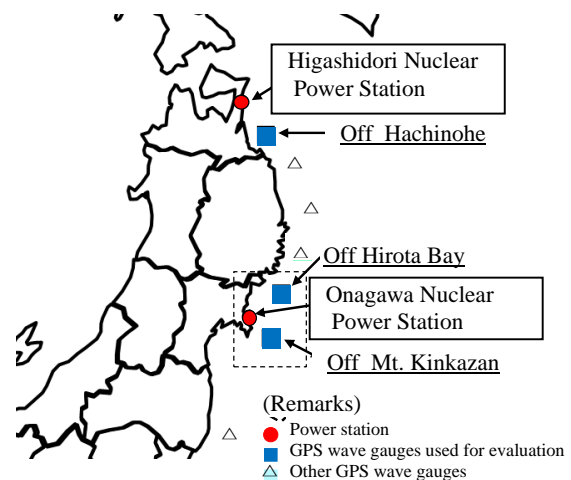 Higashidori Nuclear
Power Station
Off Hachinohe
Off Hirota Bay
Onagawa Nuclear
Power Station
Off Mt. Kinkazan
(Remarks)
Power station
GPS wave gauges used for evaluation
Other GPS wave gauges